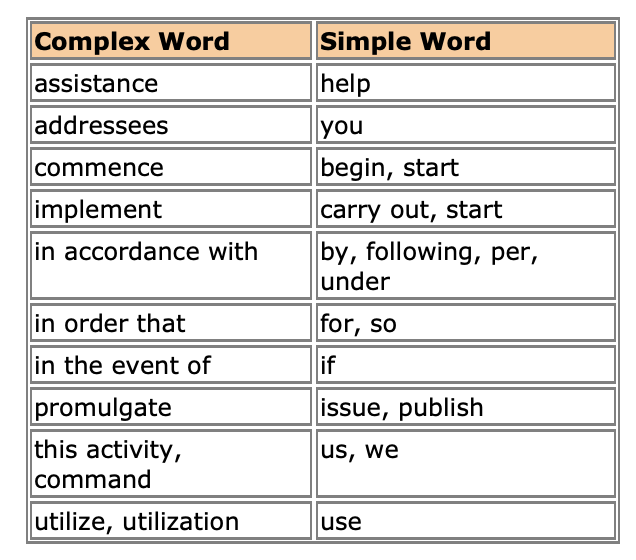 Complex Word Simple Word
assistance help
addressees you
commence begin, start
implement carry out, start
in accordance with by, following, per,
under
in order that for, so
in the event of if
promulgate issue, publish
this activity, us, we
command
utilize, utilization use